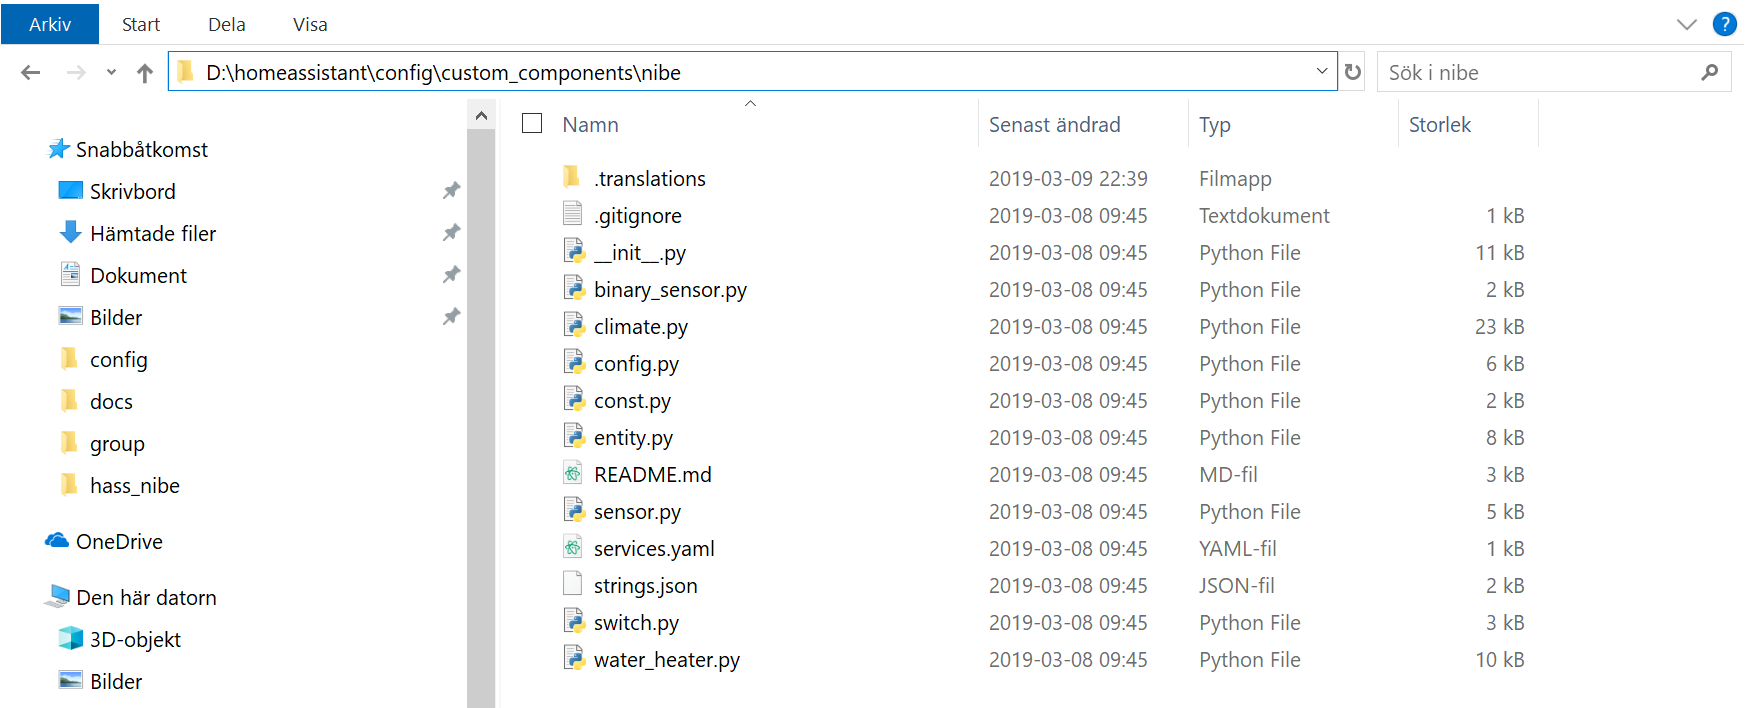 Arkiv Start Dela Visa ?
D:\homeassistant\config\custom_components\nibe Sök i nibe
Snabbåtkomst
Skrivbord
Hämtade filer
Dokument
Bilder
config
docs
group
hass_nibe
OneDrive
Den här datorn
3D-objekt
Bilder
Namn Senast ändrad Typ Storlek
.translations 2019-03-09 22:39 Filmapp
.gitignore 2019-03-08 09:45 Textdokument 1 kB
__init__.py 2019-03-08 09:45 Python File 11 kB
binary_sensor.py 2019-03-08 09:45 Python File 2 kB
climate.py 2019-03-08 09:45 Python File 23 kB
config.py 2019-03-08 09:45 Python File 6 kB
const.py 2019-03-08 09:45 Python File 2 kB
entity.py 2019-03-08 09:45 Python File 8 kB
README.md 2019-03-08 09:45 MD-fil 3 kB
sensor.py 2019-03-08 09:45 Python File 5 kB
services.yaml 2019-03-08 09:45 YAML-fil 1 kB
strings.json 2019-03-08 09:45 JSON-fil 2 kB
switch.py 2019-03-08 09:45 Python File 3 kB
water_heater.py 2019-03-08 09:45 Python File 10 kB